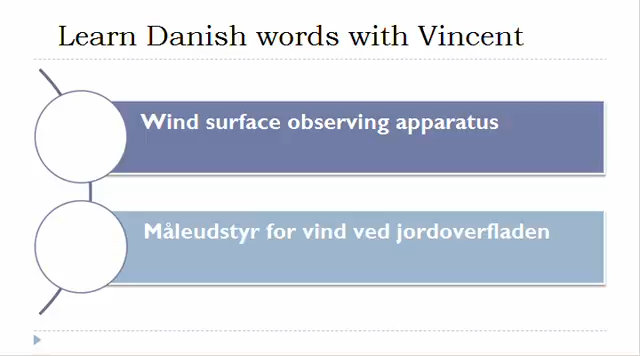 Learn Danish words with Vincent
Wind surface observing apparatus
Måleudstyr for vind ved jordoverfladen